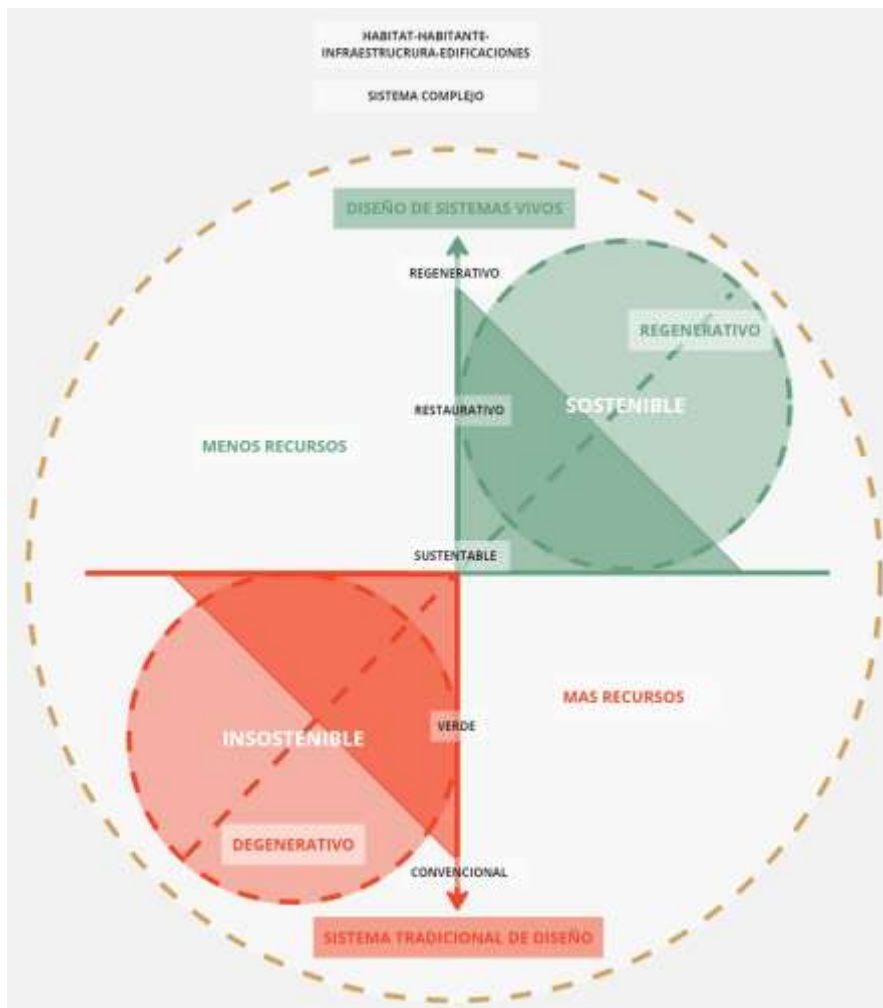 HABITAT-HABITANTE-
INFRAESTRUCRURA-EDIFICACIONES
SISTEMA COMPLEJO
DISEÑO DE SISTEMAS VIVOS
REGENERATIVO
REGENERATIVO
RESTAURATIVO
SOSTENIBLE
MENOS RECURSOS
SUSTENTABLE
MAS RECURSOS
VERDE
INSOSTENIBLE
DEGENERATIVO
CONVENCIONAL
SISTEMA TRADICIONAL DE DISEÑO